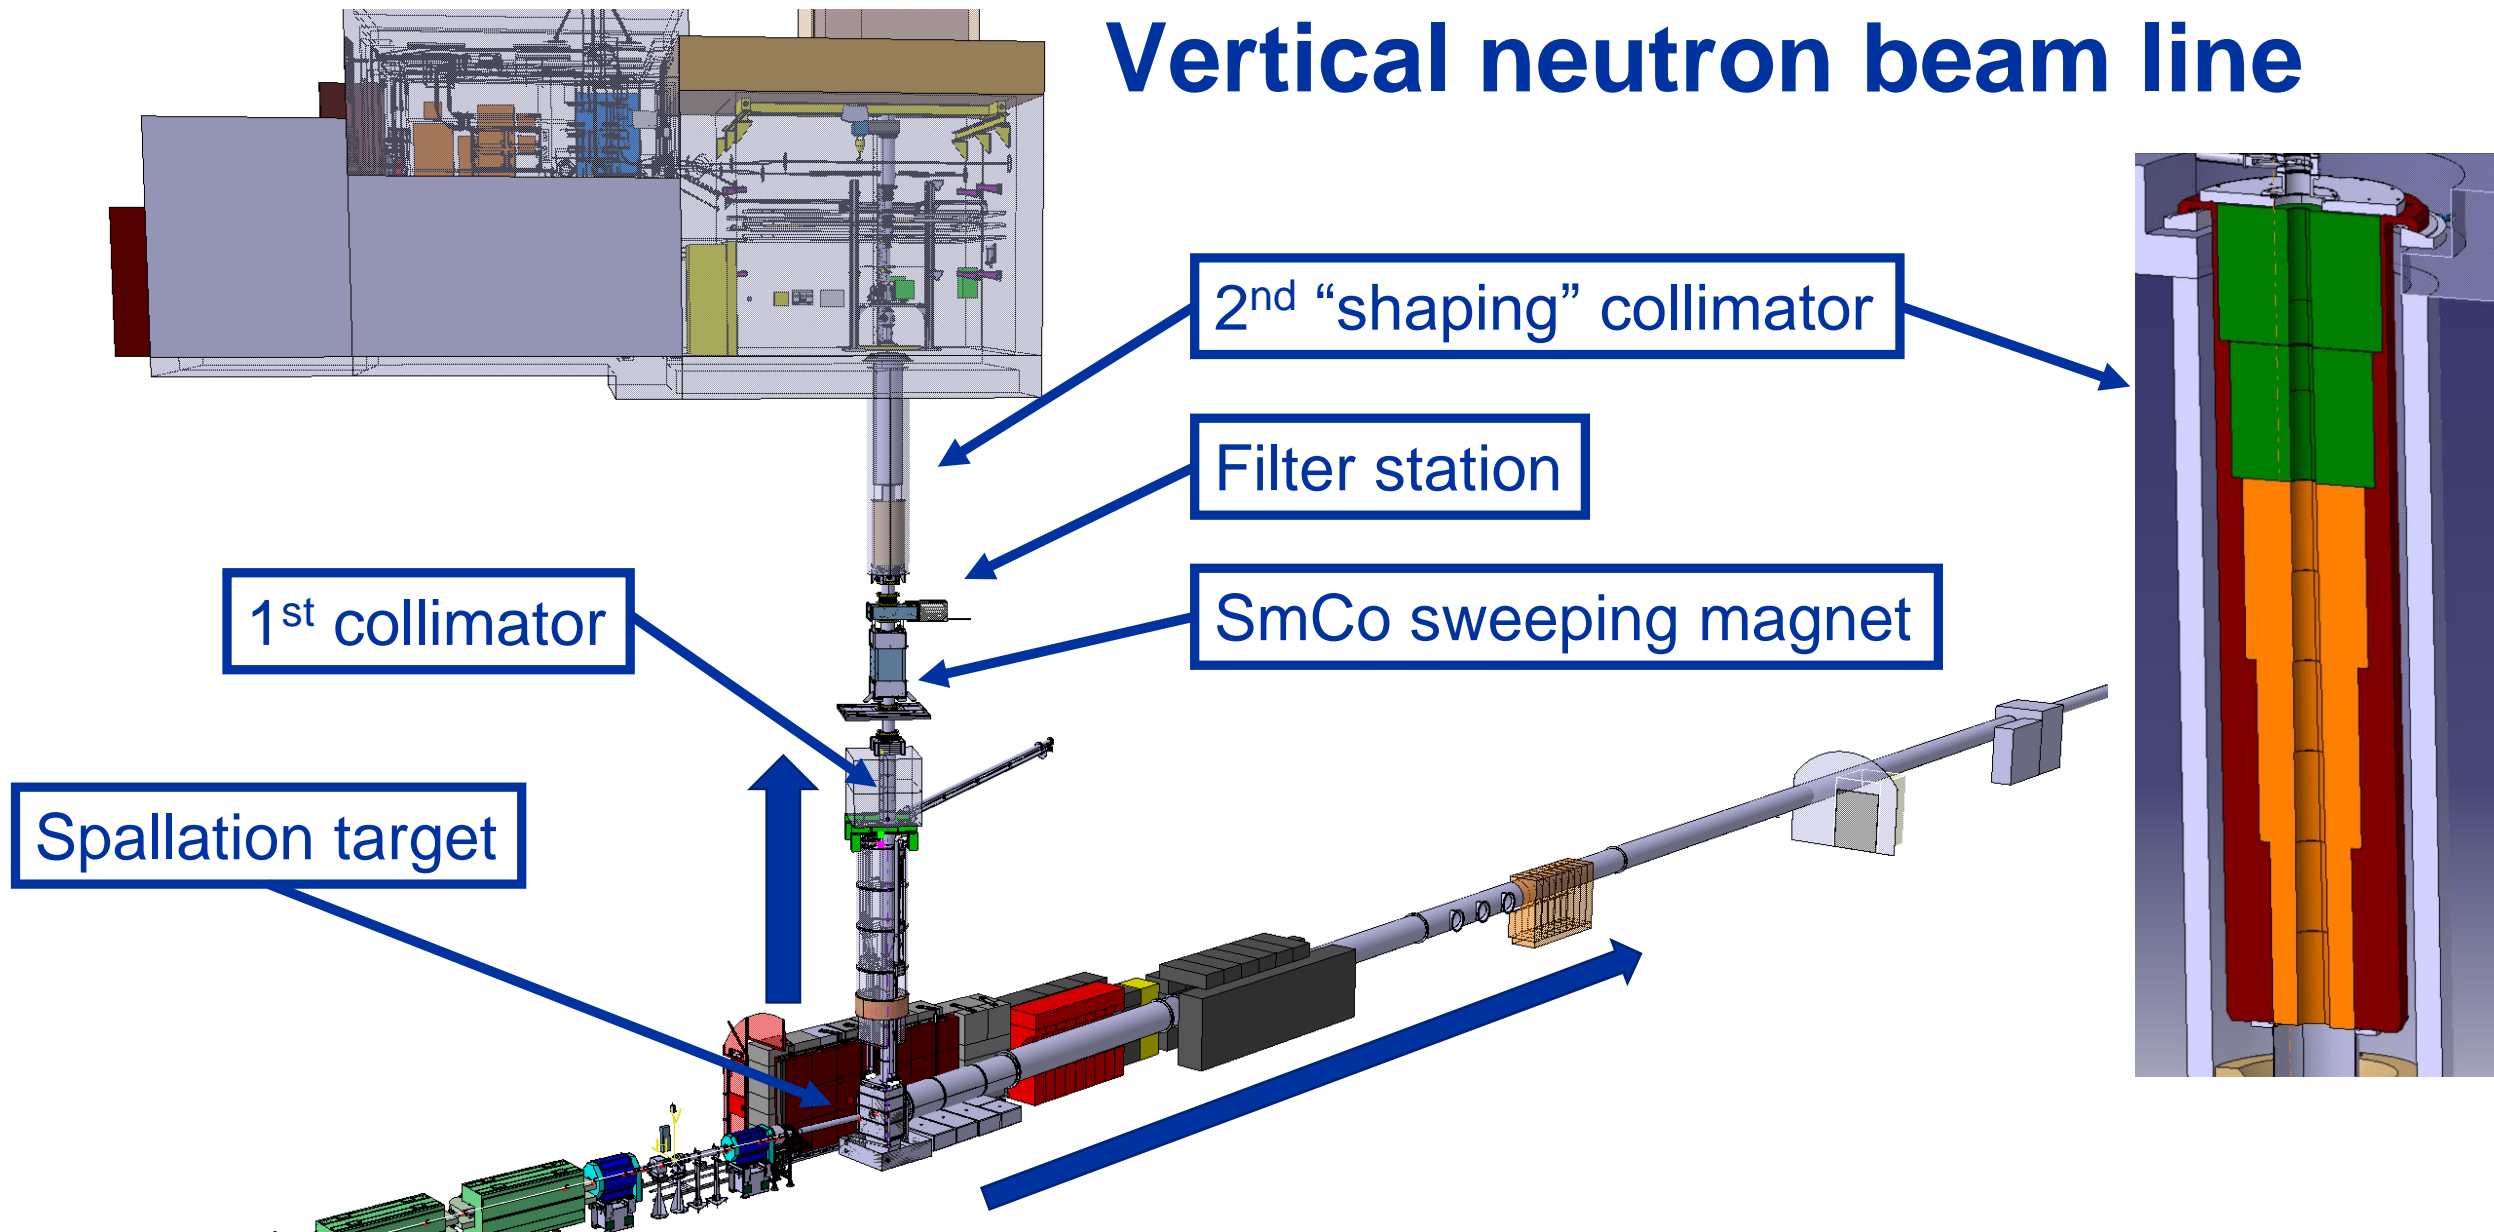 Vertical neutron beam line
2nd “shaping” collimator
Filter station
1st collimator
SmCo sweeping magnet
Spallation target